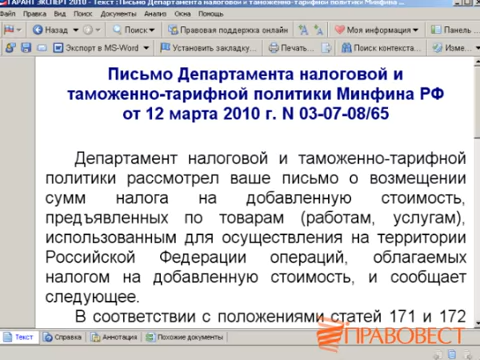 ГАРАНТ ЭКСПЕРТ 2010 - Текст : Письмо Департамента налоговой и таможенно-тарифной политики Минфина ...
Файл Правка Вид Поиск Документы Анализ Окна Помощь
Назад Поиск Правовая поддержка онлайн Моя информация Панель ...
Экспорт в MS-Word Установить закладку... Печать... Поиск контекста... Изме...
Письмо Департамента налоговой и
таможенно-тарифной политики Минфина РФ
от 12 марта 2010 г. N 03-07-08/65
Департамент налоговой и таможенно-тарифной
политики рассмотрел ваше письмо о возмещении
сумм налога на добавленную стоимость,
предъявленных по товарам (работам, услугам),
использованным для осуществления на территории
Российской Федерации операций, облагаемых
налогом на добавленную стоимость, и сообщает
следующее.
В соответствии с положениями статей 171 и 172
ПРАВОВЕСТ
Текст Справка Аннотация Похожие документы